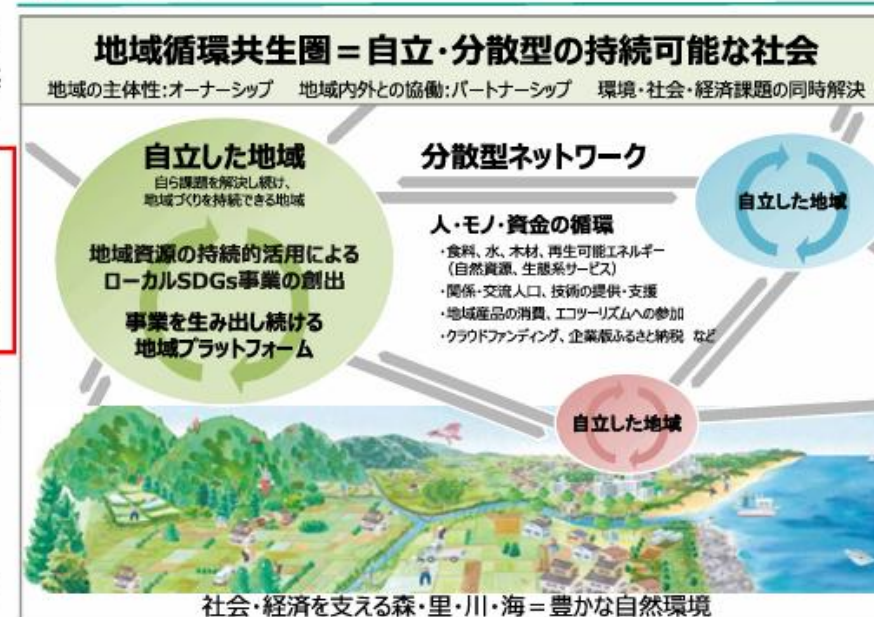 地域循環共生圏＝自立・分散型の持続可能な社会
地域の主体性:オーナーシップ　地域内外との協働:パートナーシップ　環境・社会・経済課題の同時解決
自立した地域
自ら課題を解決し続け、
地域づくりを持続できる地域
地域資源の持続的活用による
ローカルSDGs事業の創出
事業を生み出し続ける
地域プラットフォーム
分散型ネットワーク
人・モノ・資金の循環
・食料、水、木材、再生可能エネルギー
（自然資源、生態系サービス）
・関係・交流人口、技術の提供・支援
・地域産品の消費、エコツーリズムへの参加
・クラウドファンディング、企業版ふるさと納税　など
自立した地域
自立した地域
社会・経済を支える森・里・川・海＝豊かな自然環境